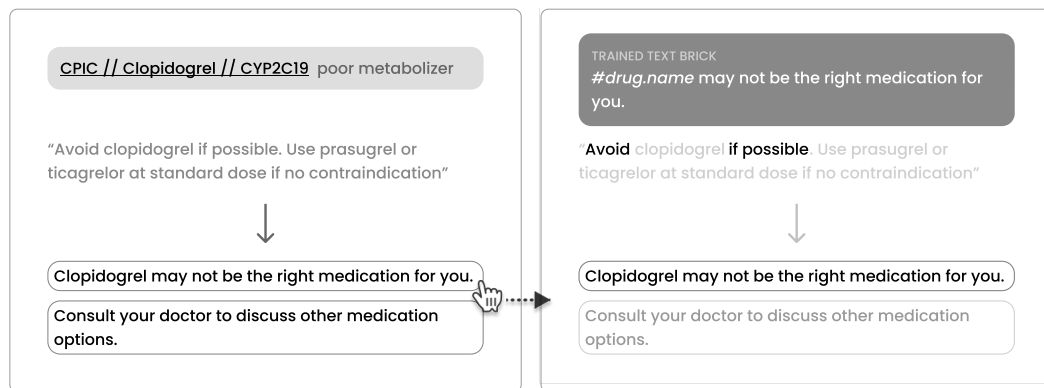 CPIC // Clopidogrel // CYP2C19 poor metabolizer
“Avoid clopidogrel if possible. Use prasugrel or
ticagrelor at standard dose if no contraindication”
Clopidogrel may not be the right medication for you.
Consult your doctor to discuss other medication
options.
TRAINED TEXT BRICK
#drug.name may not be the right medication for
you.
“Avoid clopidogrel if possible. Use prasugrel or
ticagrelor at standard dose if no contraindication”
Clopidogrel may not be the right medication for you.
Consult your doctor to discuss other medication
options.